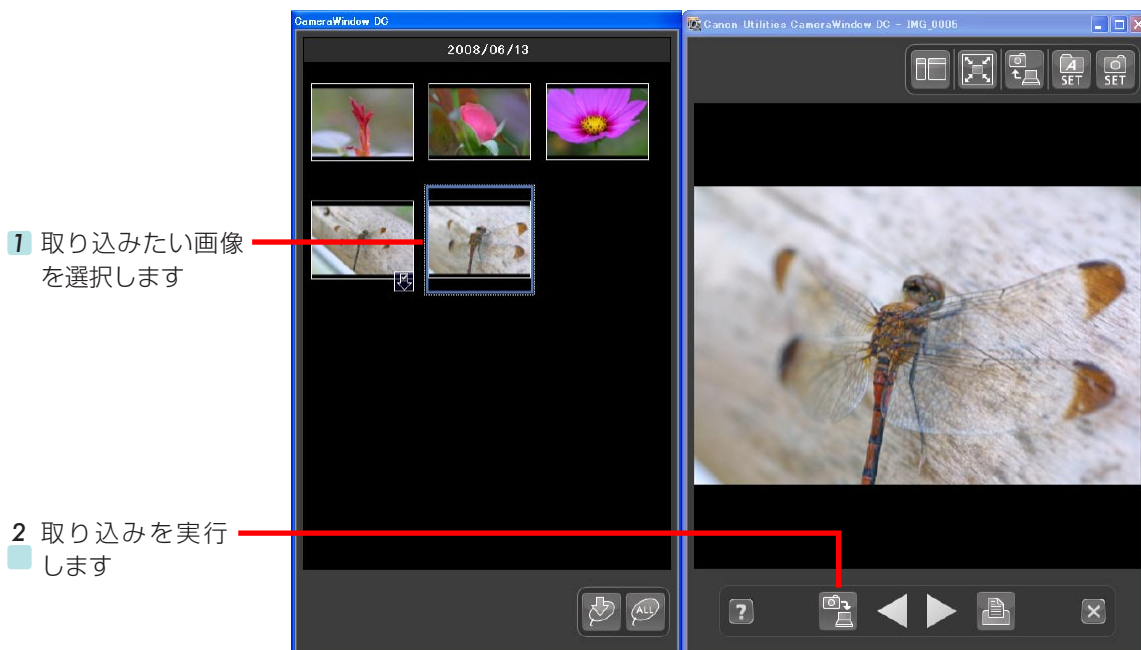 CameraWindow DC
Canon Utilities CameraWindow DC - IMG_0005
2008/06/13
A
SET
SET
1 取り込みたい画像
を選択します
2 取り込みを実行
します
ALL
?